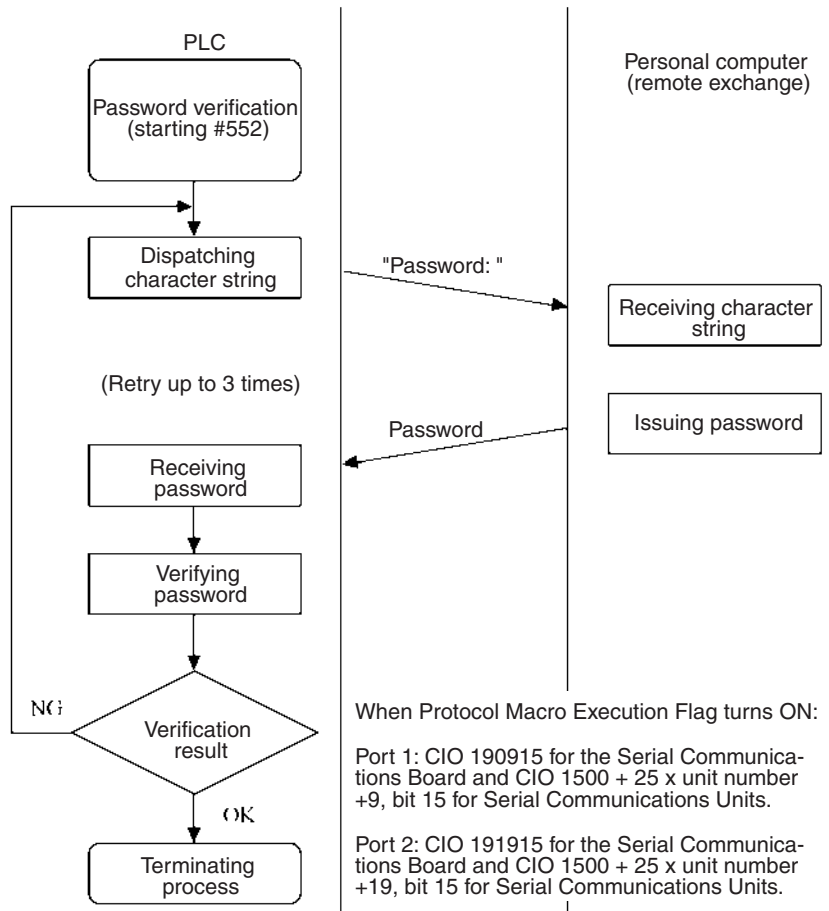 PLC
Personal computer
(remote exchange)
Password verification
(starting #552)
Dispatching
character string
"Password: "
Receiving character
string
(Retry up to 3 times)
Issuing password
Password
Receiving
password
Verifying
password
NG
Verification
result
OK
Terminating
process
When Protocol Macro Execution Flag turns ON:
Port 1: CIO 190915 for the Serial Communica-
tions Board and CIO 1500 + 25 x unit number
+9, bit 15 for Serial Communications Units.
Port 2: CIO 191915 for the Serial Communica-
tions Board and CIO 1500 + 25 x unit number
+19, bit 15 for Serial Communications Units.